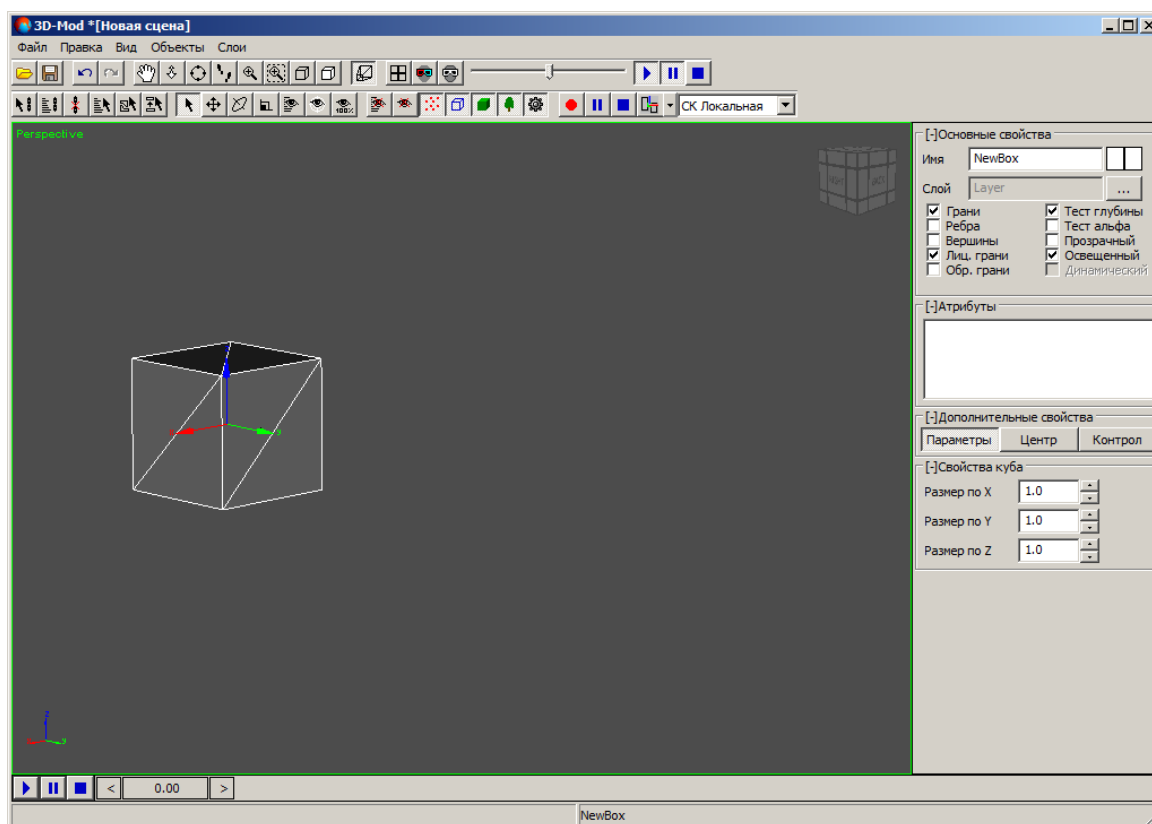 3D-Mod *[Новая сцена]
Файл Правка Вид Объекты Слои
100%
СК Локальная
Perspective
[-]Основные свойства
Имя NewBox
Слой Layer ...
Грани Тест глубины
Ребра Тест альфа
Вершины Прозрачный
Лиц. грани Освещенный
Обр. грани Динамический
[-]Атрибуты
[-]Дополнительные свойства
Параметры Центр Контрол
[-]Свойства куба
Размер по X 1.0
Размер по Y 1.0
Размер по Z 1.0
z
y
< 0.00 >
NewBox